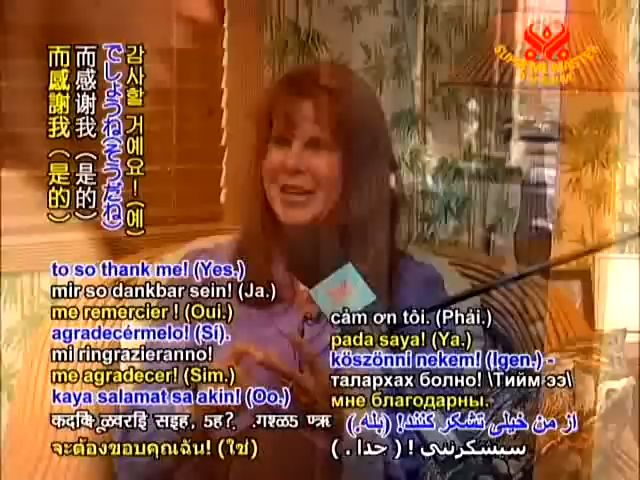 SUPREME MASTER
감사할 거예요! (예)
でしょうね(そうだね)
而感谢我 (是的)
而感謝我 (是的)
to so thank me! (Yes.)
mir so dankbar sein! (Ja.)
me remercier ! (Oui.)
agradecérmelo! (Sí).
mi ringrazieranno!
me agradecer! (Sim.)
kaya salamat sa akin! (Oo.)
จะต้องขอบคุณฉัน! (ใช่)
cảm ơn tôi. (Phải.)
pada saya! (Ya.)
köszönni nekem! (Igen.) -
талархах болно! \Тийм ээ\
мне благодарны.
از من خیلی تشکر کنند! (بله.)